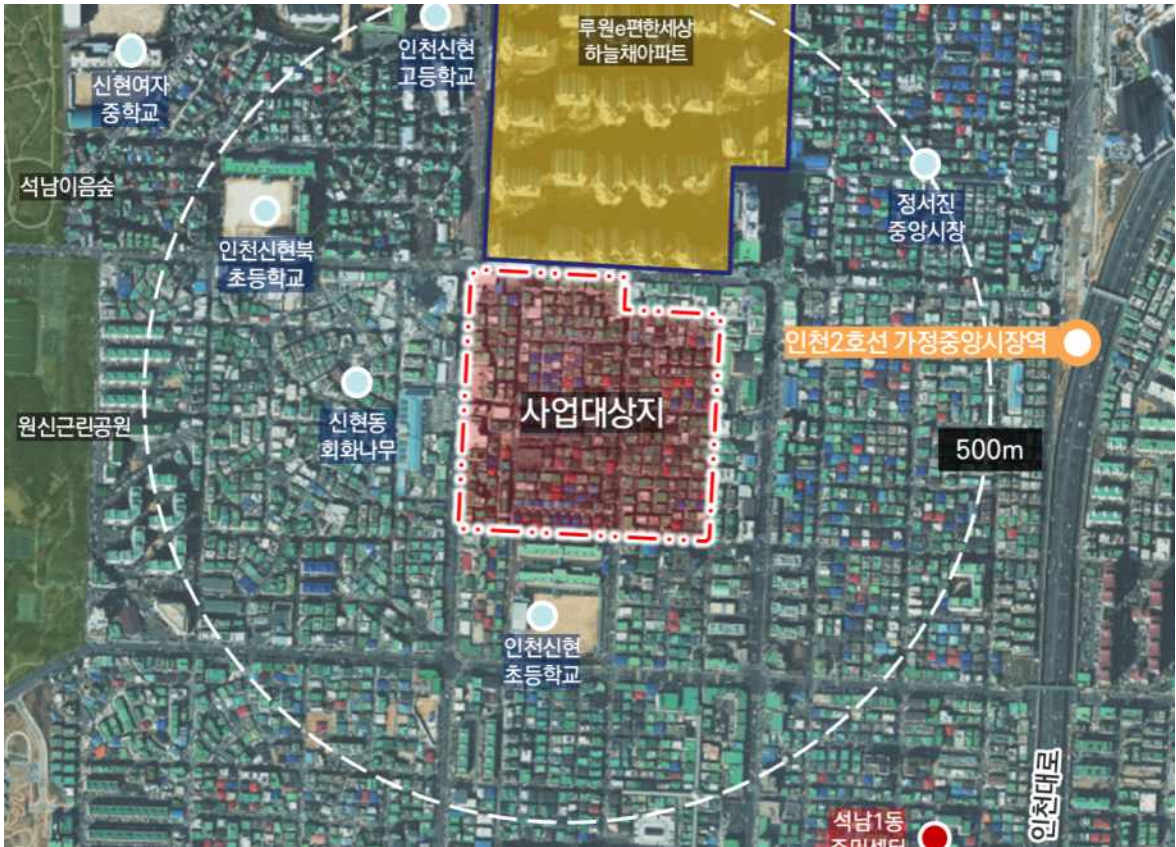 루원e편한세상
하늘채아파트
인천신현
고등학교
신현여자
중학교
석남이음숲
정서진
중앙시장
인천신현북
초등학교
인천2호선 가정중앙시장역
사업대상지
신현동
회화나무
원신근린공원
500m
인천신현
초등학교
인천대로
석남1동
주민센터